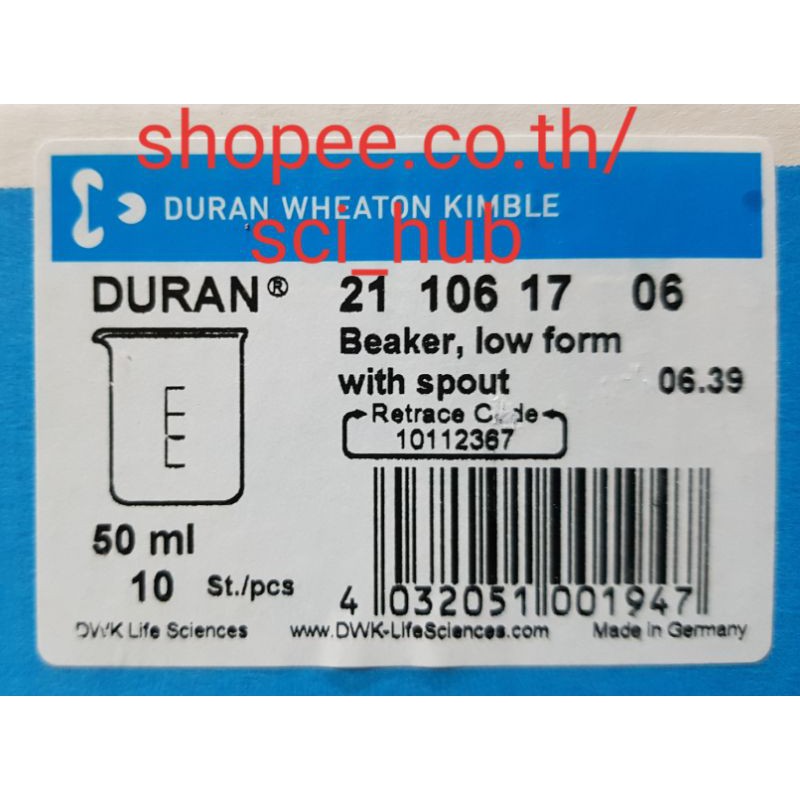 shopee.co.th/
DURAN WHEATON KIMBLE
sci_hub
DURAN® 21 106 17 06
Beaker, low form
with spout 06.39
Retrace Code
10112367
50 ml
10 St./pcs
4 032051 001947
DWK Life Sciences www.DWK-LifeSciences.com Made in Germany